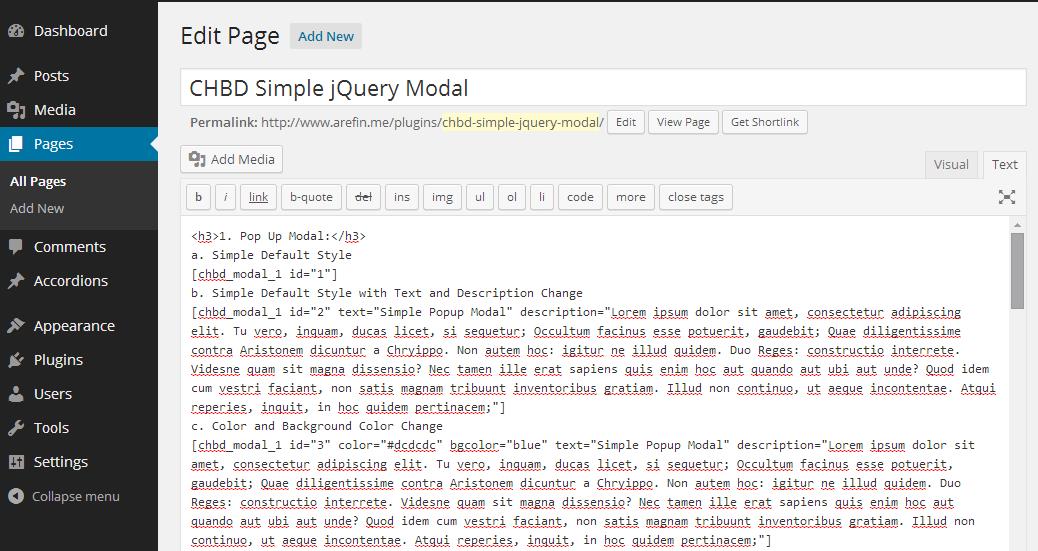 Dashboard
Posts
Media
Pages
All Pages
Add New
Comments
Accordions
Appearance
Plugins
Users
Tools
Settings
Collapse menu
Edit Page Add New
CHBD Simple jQuery Modal
Permalink: http://www.arefin.me/plugins/chbd-simple-jquery-modal/ Edit View Page Get Shortlink
Add Media
Visual Text
b i link b-quote del ins img ul ol li code more close tags
<h3>1. Pop Up Modal:</h3>
a. Simple Default Style
[chbd_modal_1 id="1"]
b. Simple Default Style with Text and Description Change
[chbd_modal_1 id="2" text="Simple Popup Modal" description="Lorem ipsum dolor sit amet, consectetur adipiscing
elit. Tu vero, inquam, ducas licet, si sequetur; Occultum facinus esse potuerit, gaudebit; Quae diligentissime
contra Aristonem dicuntur a Chryippo. Non autem hoc: igitur ne illud quidem. Duo Reges: constructio interrete.
Videsne quam sit magna dissensio? Nec tamen ille erat sapiens quis enim hoc aut quando aut ubi aut unde? Quod idem
cum vestri faciant, non satis magnam tribuunt inventoribus gratiam. Illud non continuo, ut aeque incontentae. Atqui
reperies, inquit, in hoc quidem pertinacem;"]
c. Color and Background Color Change
[chbd_modal_1 id="3" color="#dcdcdc" bgcolor="blue" text="Simple Popup Modal" description="Lorem ipsum dolor sit
amet, consectetur adipiscing elit. Tu vero, inquam, ducas licet, si sequetur; Occultum facinus esse potuerit,
gaudebit; Quae diligentissime contra Aristonem dicuntur a Chryippo. Non autem hoc: igitur ne illud quidem. Duo
Reges: constructio interrete. Videsne quam sit magna dissensio? Nec tamen ille erat sapiens quis enim hoc aut
quando aut ubi aut unde? Quod idem cum vestri faciant, non satis magnam tribuunt inventoribus gratiam. Illud non
continuo, ut aeque incontentae. Atqui reperies, inquit, in hoc quidem pertinacem;"]